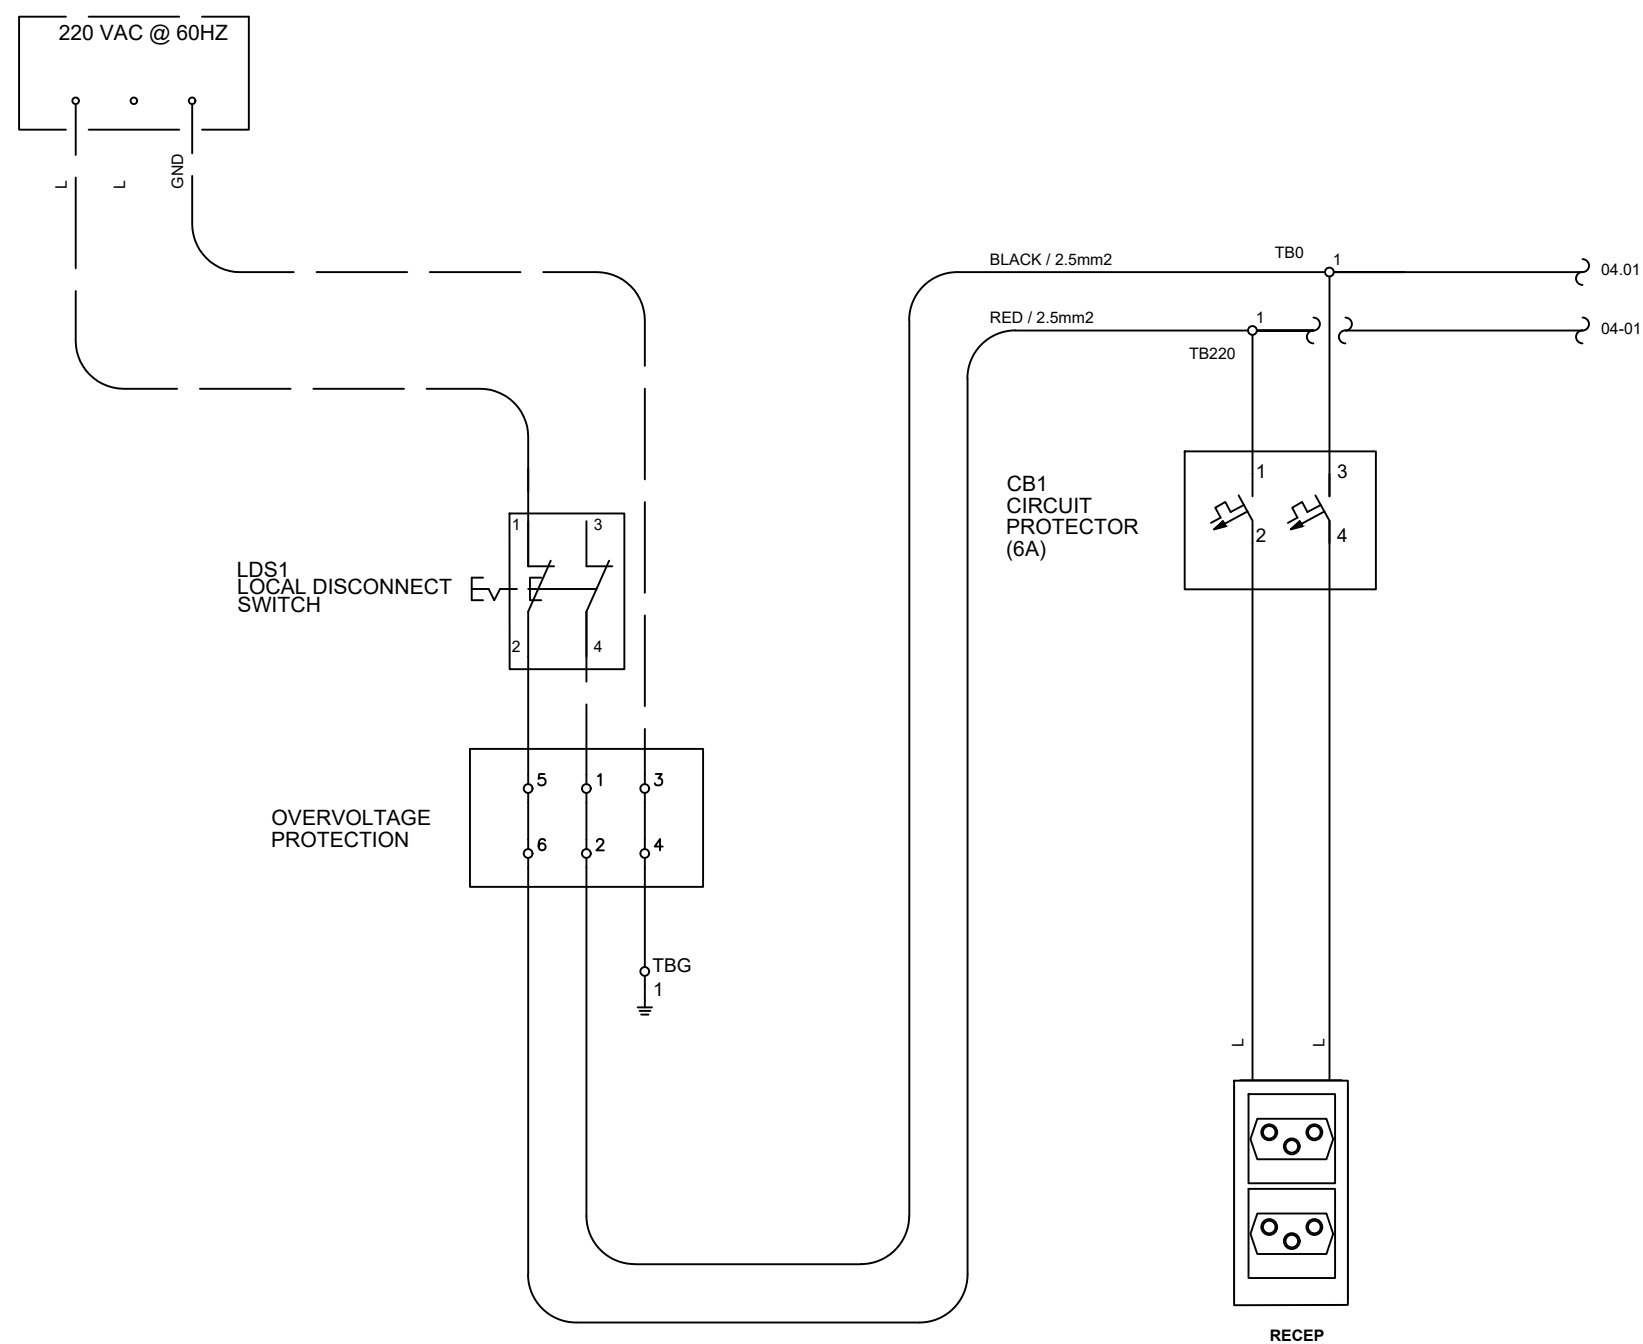 220 VAC @ 60HZ
L
L
GND
BLACK / 2.5mm2
TB0
1
04.01
RED / 2.5mm2
1
04-01
TB220
CB1
CIRCUIT
PROTECTOR
(6A)
1
3
2
4
LDS1
LOCAL DISCONNECT
SWITCH
1
3
2
4
OVERVOLTAGE
PROTECTION
5
1
3
6
2
4
TBG
1
L
L
RECEP